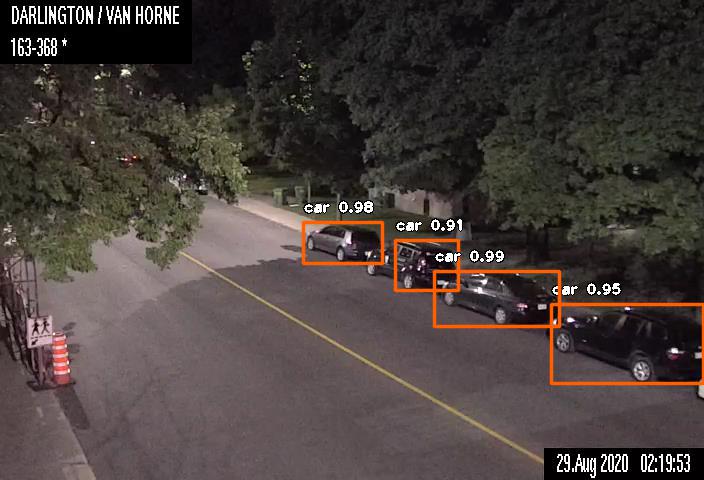 DARLINGTON / VAN HORNE
163-368 *
car 0.98
car 0.91
car 0.99
car 0.95
29.Aug 2020 02:19:53